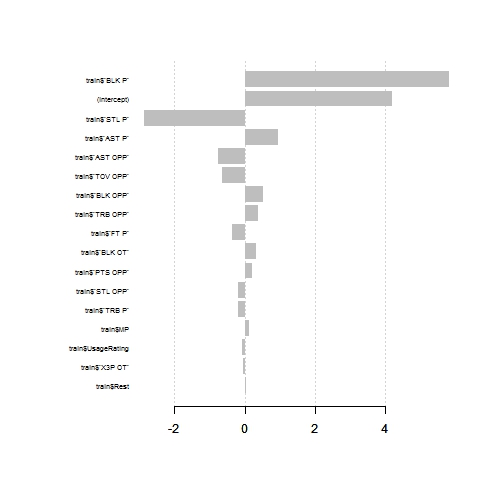 train$`BLK P`
(Intercept)
train$`STL P`
train$`AST P`
train$`AST OPP`
train$`TOV OPP`
train$`BLK OPP`
train$`TRB OPP`
train$`FT P`
train$`BLK OT`
train$`PTS OPP`
train$`STL OPP`
train$`TRB P`
train$MP
train$UsageRating
train$`X3P OT`
train$Rest
-2 0 2 4